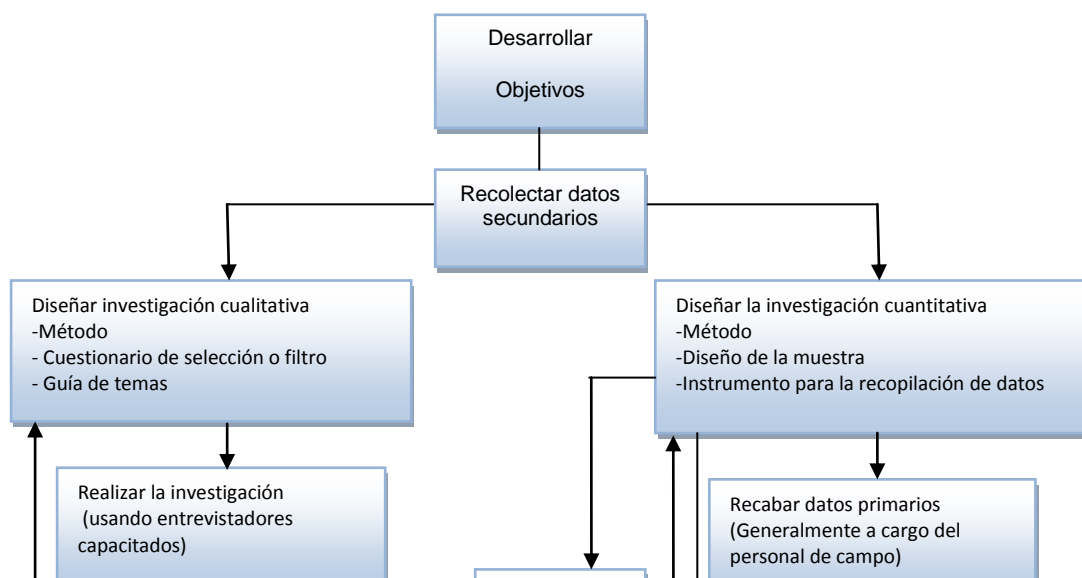 Desarrollar
Objetivos
Recolectar datos
secundarios
Diseñar investigación cualitativa
-Método
- Cuestionario de selección o filtro
- Guía de temas
Diseñar la investigación cuantitativa
-Método
-Diseño de la muestra
-Instrumento para la recopilación de datos
Realizar la investigación
(usando entrevistadores
capacitados)
Recabar datos primarios
(Generalmente a cargo del
personal de campo)